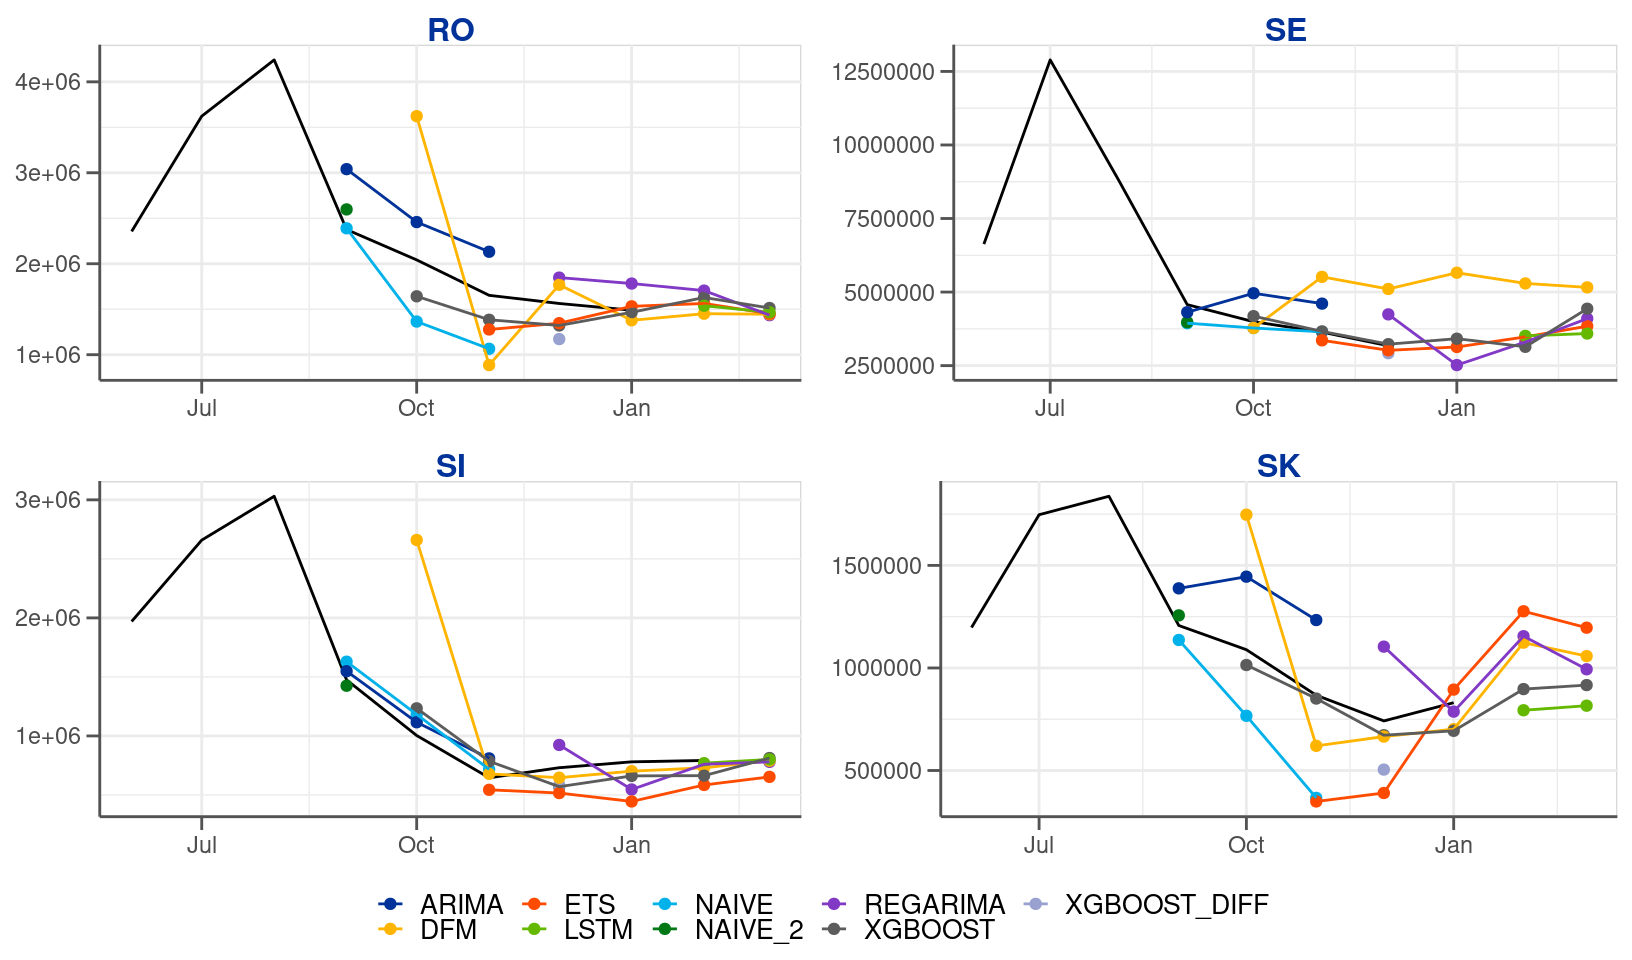 RO
SE
4e+06
3e+06
2e+06
1e+06
Jul
Oct
Jan
12500000
10000000
7500000
5000000
2500000
Jul
Oct
Jan
SI
SK
3e+06
2e+06
1e+06
Jul
Oct
Jan
1500000
1000000
500000
Jul
Oct
Jan
ARIMA ETS NAIVE REGARIMA XGBOOST_DIFF
DFM LSTM NAIVE_2 XGBOOST